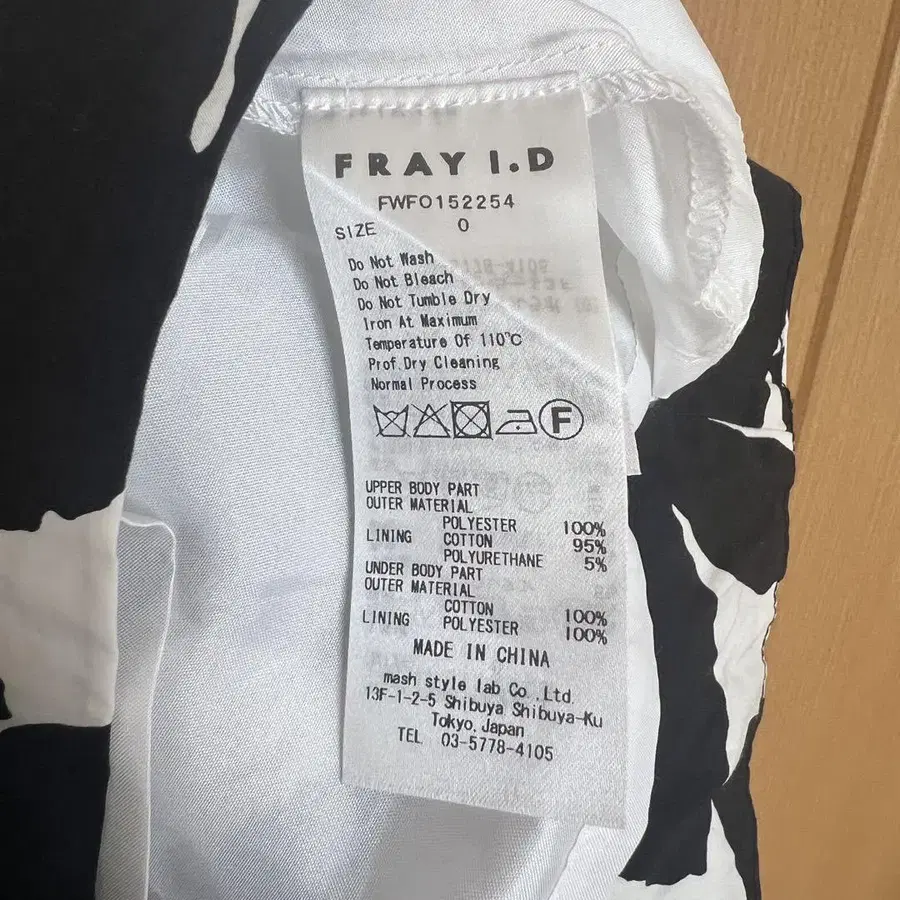 FRAY I.D
FWFO152254
SIZE 0
Do Not Wash
Do Not Bleach
Do Not Tumble Dry
Iron At Maximum
Temperature Of 110℃
Prof.Dry Cleaning
Normal Process
F
UPPER BODY PART
OUTER MATERIAL
POLYESTER 100%
LINING COTTON 95%
POLYURETHANE 5%
UNDER BODY PART
OUTER MATERIAL
COTTON 100%
LINING POLYESTER 100%
MADE IN CHINA
mash style lab Co.,Ltd.
13F-1-2-5 Shibuya Shibuya-Ku
Tokyo,Japan
TEL 03-5778-4105